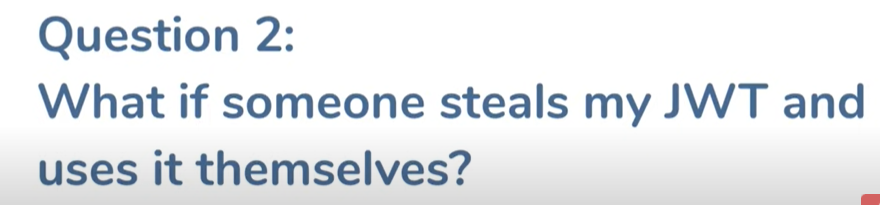 Question 2:
What if someone steals my JWT and
uses it themselves?